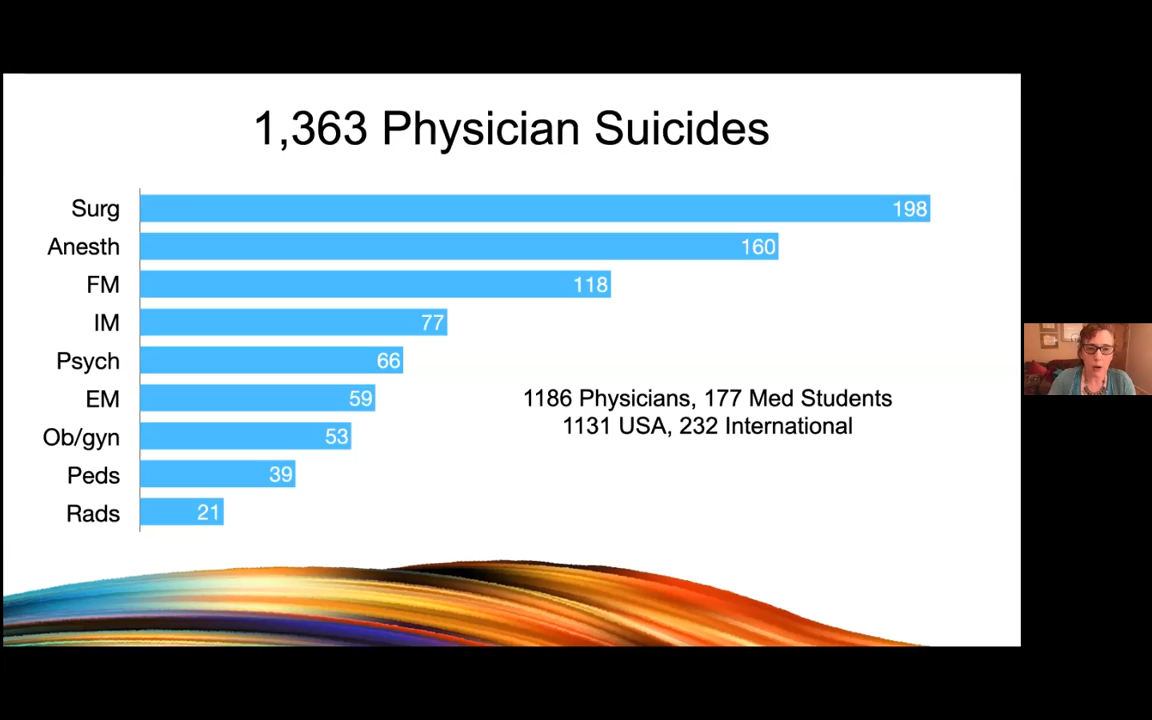 1,363 Physician Suicides
Surg 198
Anesth 160
FM 118
IM 77
Psych 66
EM 59
Ob/gyn 53
Peds 39
Rads 21
1186 Physicians, 177 Med Students
1131 USA, 232 International